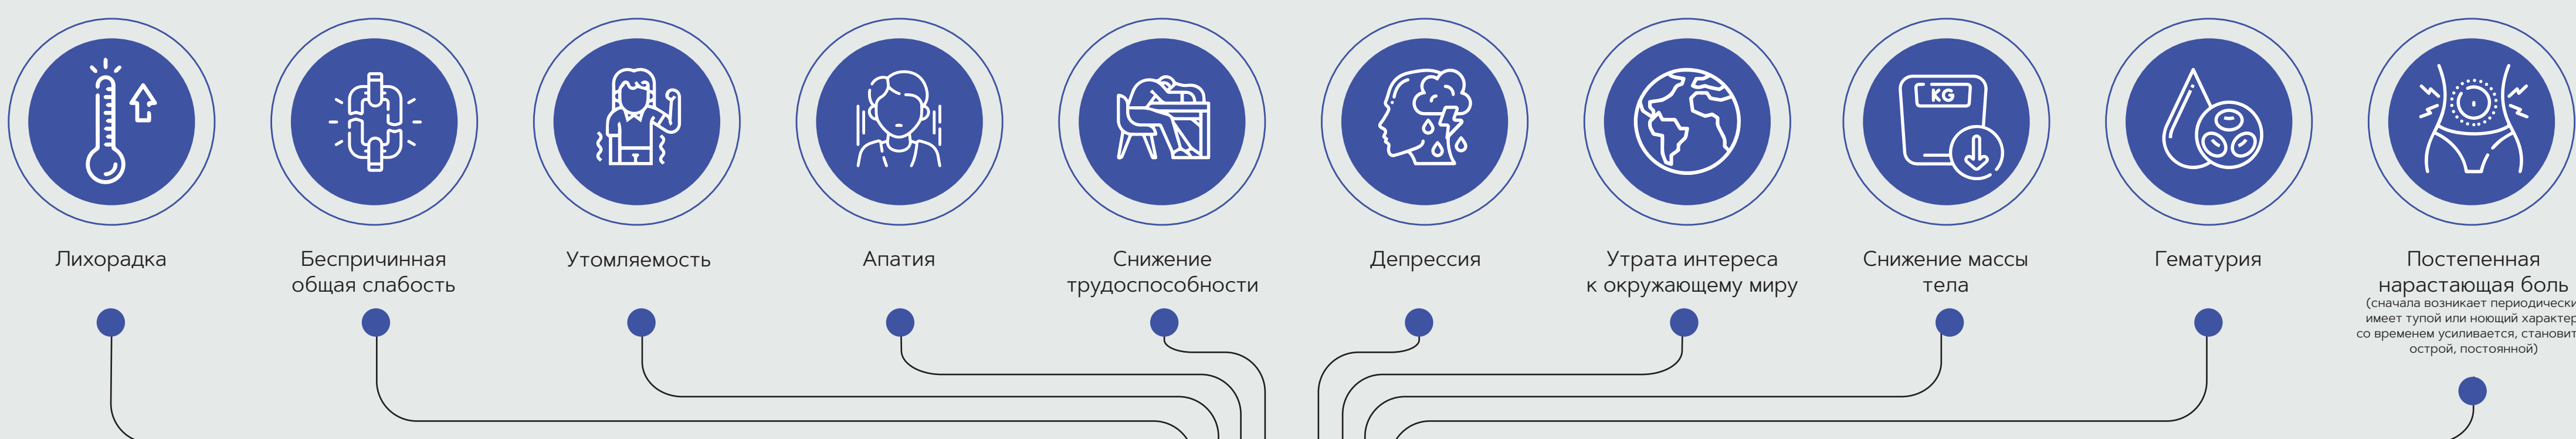 KG
Лихорадка
Беспричинная
общая слабость
Утомляемость
Апатия
Снижение
трудоспособности
Депрессия
Утрата интереса
к окружающему миру
Снижение массы
тела
Гематурия
Постепенная
нарастающая боль
(сначала возникает периодически
имеет тупой или ноющий характер
со временем усиливается,
острой, постоянной)